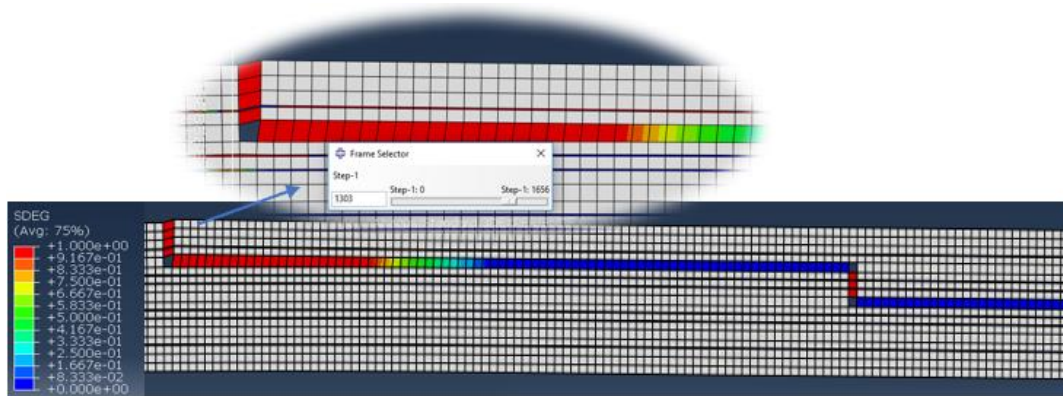 Frame Selector
Step-1
Step-1: 0 Step-1: 1656
1303
SDEG
(Avg: 75%)
+1.000e+00
+9.167e-01
+8.333e-01
+7.500e-01
+6.667e-01
+5.833e-01
+5.000e-01
+4.167e-01
+3.333e-01
+2.500e-01
+1.667e-01
+8.333e-02
+0.000e+00